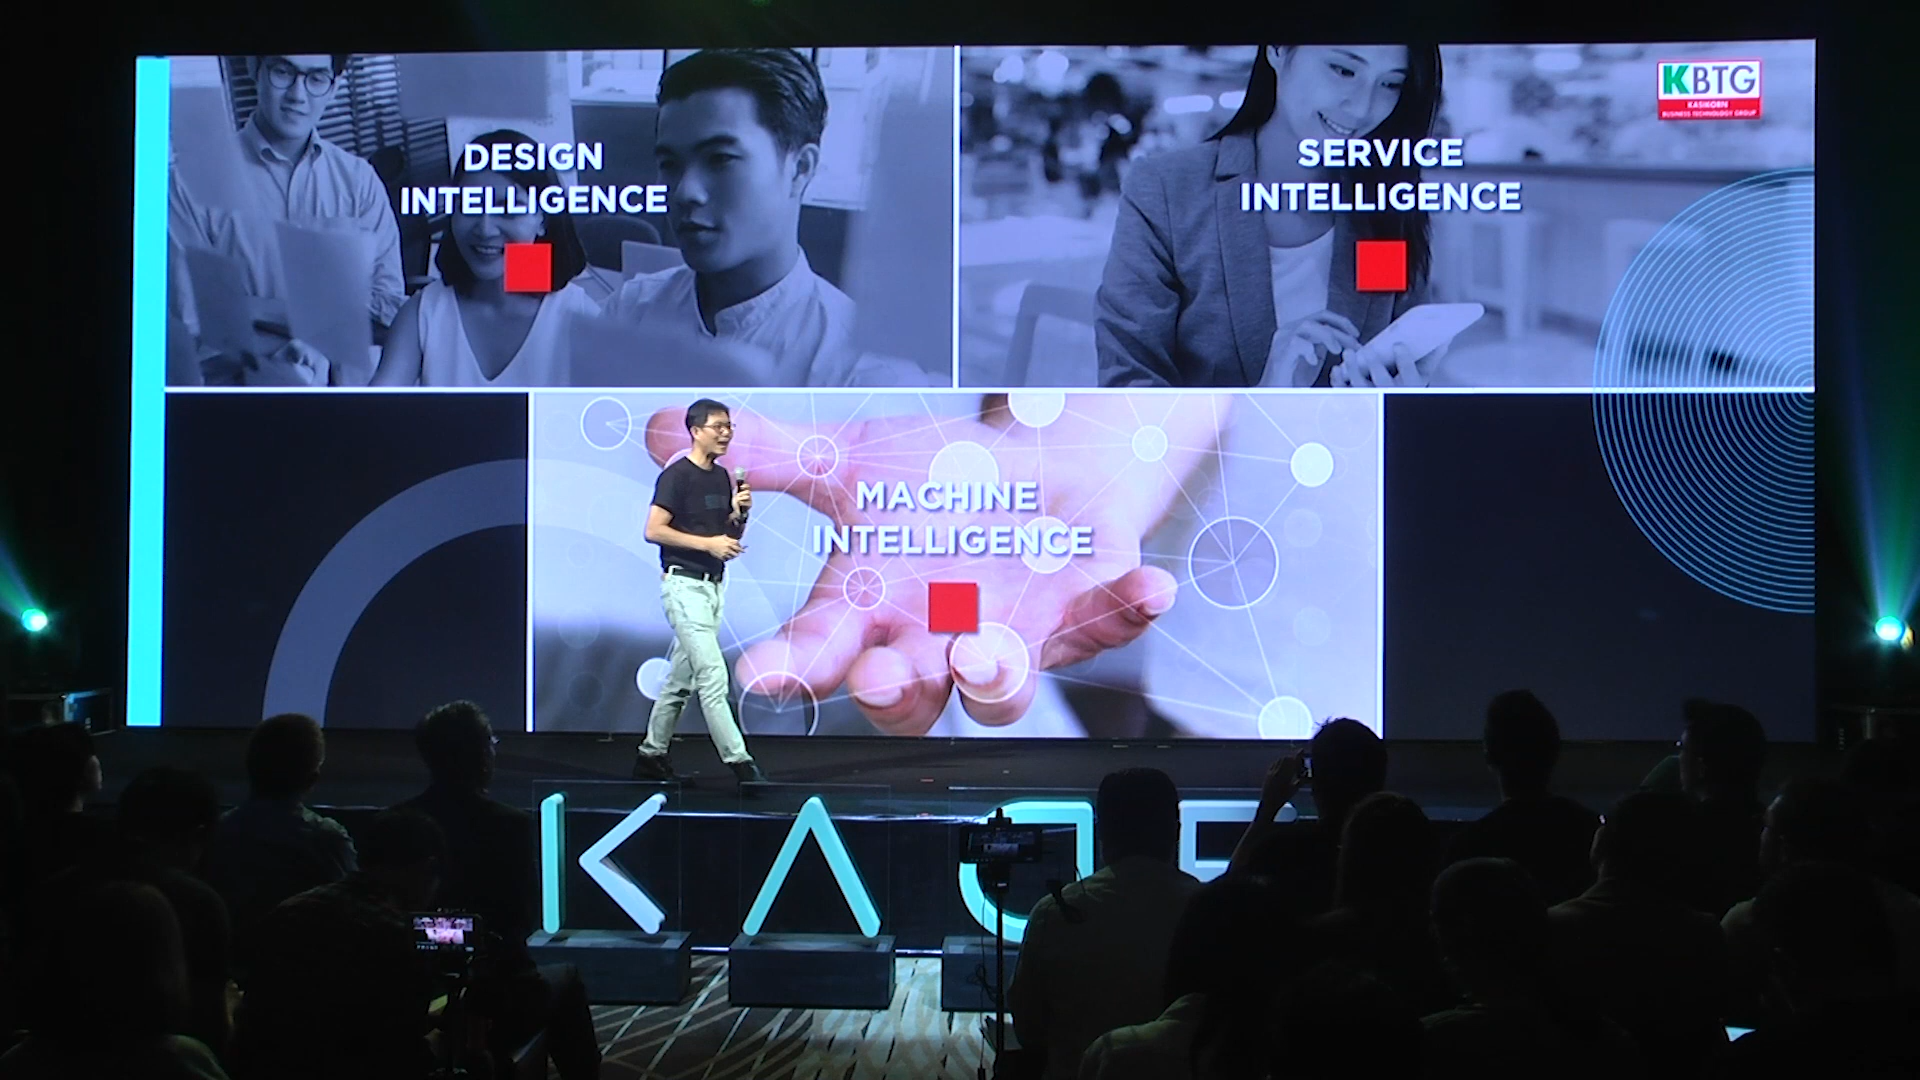 DESIGN
INTELLIGENCE
SERVICE
INTELLIGENCE
KBTG
KASIKORN
BUSINESS TECHNOLOGY GROUP
MACHINE
INTELLIGENCE